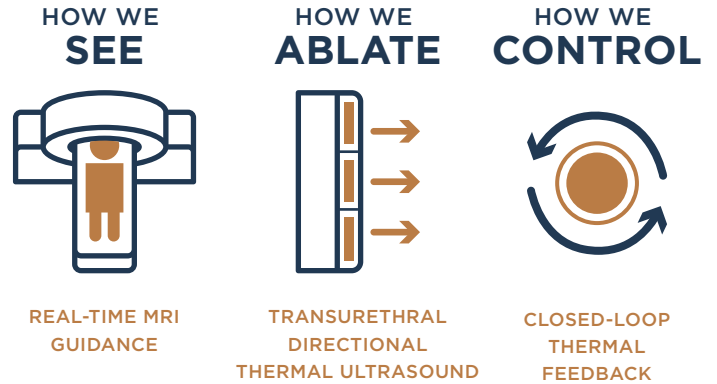 HOW WE
SEE
REAL-TIME MRI
GUIDANCE
HOW WE
ABLATE
TRANSURETHRAL
DIRECTIONAL
THERMAL ULTRASOUND
HOW WE
CONTROL
CLOSED-LOOP
THERMAL
FEEDBACK